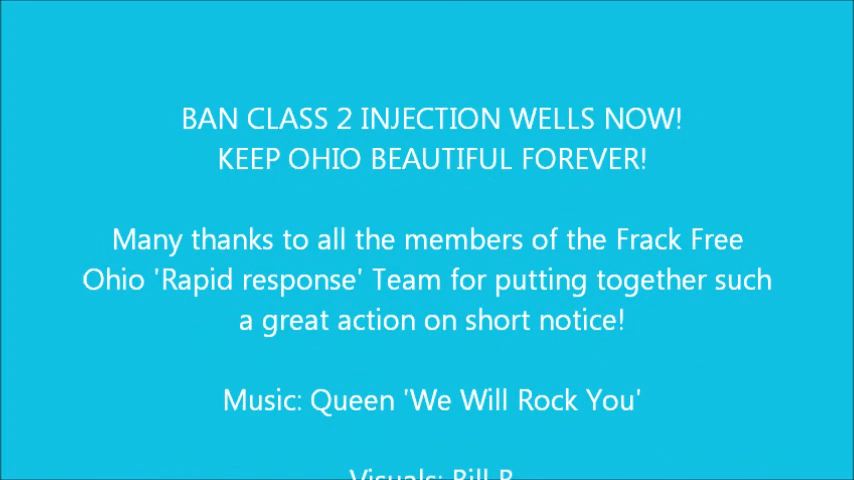 BAN CLASS 2 INJECTION WELLS NOW!
KEEP OHIO BEAUTIFUL FOREVER!
Many thanks to all the members of the Frack Free
Ohio 'Rapid response' Team for putting together such
a great action on short notice!
Music: Queen 'We Will Rock You'
Visuals: Bill B